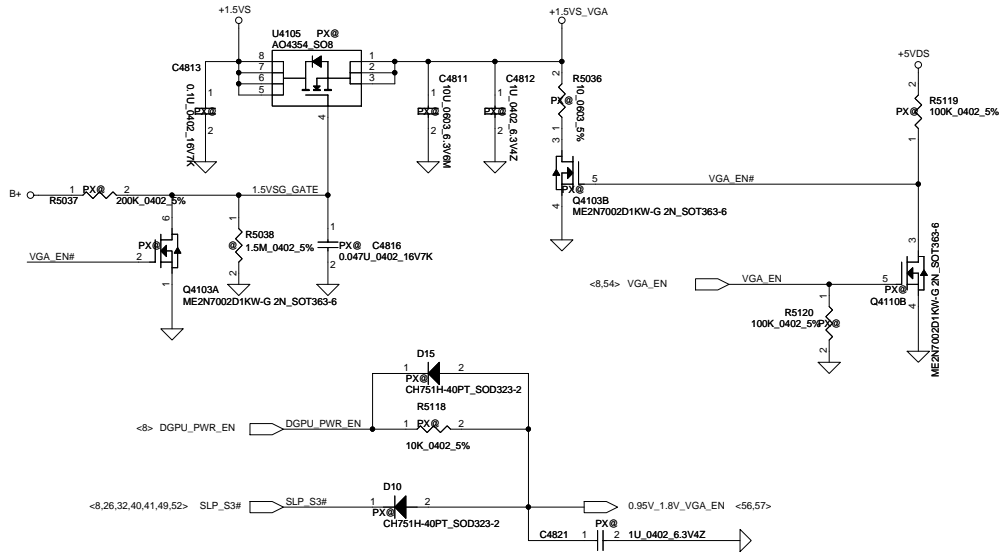 +1.5VS
+1.5VS_VGA
+5VDS
U4105 PX@
AO4354_SO8
C4813
0.1U_0402_16V7K
PX@
1
2
8
7
6
5
1
2
3
4
C4811
10U_0603_6.3V6M
PX@
1
2
C4812
1U_0402_6.3V4Z
PX@
1
2
R5036
10_0603_5%
PX@
2
1
3
5
4
PX@
Q4103B
ME2N7002D1KW-G 2N_SOT363-6
VGA_EN#
R5119
100K_0402_5%
PX@
2
1
B+
1 PX@ 2
R5037 200K_0402_5%
1.5VSG_GATE
VGA_EN#
PX@
6
2
1
Q4103A
ME2N7002D1KW-G 2N_SOT363-6
1
R5038
@
1.5M_0402_5%
2
1
PX@ C4816
0.047U_0402_16V7K
2
<8,54> VGA_EN
VGA_EN
1
R5120
100K_0402_5%
PX@
2
3
5
PX@
Q4110B
4
ME2N7002D1KW-G 2N_SOT363-6
D15
1 2
PX@
CH751H-40PT_SOD323-2
R5118
<8> DGPU_PWR_EN
DGPU_PWR_EN
1 PX@ 2
10K_0402_5%
D10
<8,26,32,40,41,49,52> SLP_S3#
SLP_S3#
1 2
PX@
CH751H-40PT_SOD323-2
0.95V_1.8V_VGA_EN <56,57>
PX@
C4821 1 2 1U_0402_6.3V4Z